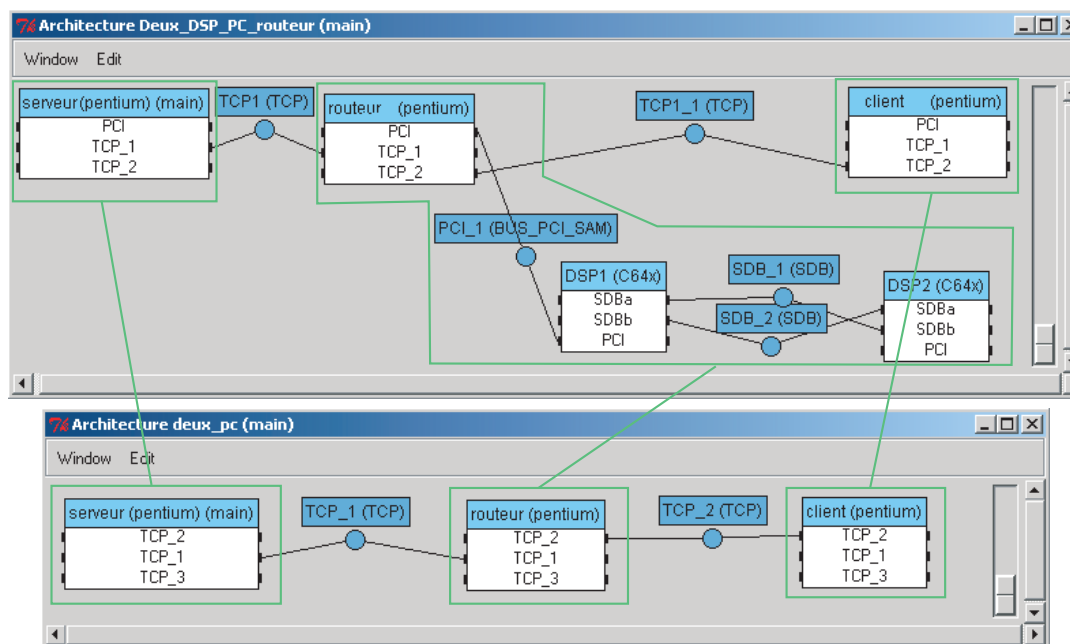 Architecture Deux_DSP_PC_routeur (main)
Window Edit
serveur(pentium) (main)
PCI
TCP_1
TCP_2
TCP1 (TCP)
routeur (pentium)
PCI
TCP_1
TCP_2
TCP1_1 (TCP)
client (pentium)
PCI
TCP_1
TCP_2
PCI_1 (BUS_PCI_SAM)
DSP1 (C64x)
SDBa
SDBb
PCI
SDB_1 (SDB)
SDB_2 (SDB)
DSP2 (C64x)
SDBa
SDBb
PCI
Architecture deux_pc (main)
Window Edit
serveur (pentium) (main)
TCP_2
TCP_1
TCP_3
TCP_1 (TCP)
routeur (pentium)
TCP_2
TCP_1
TCP_3
TCP_2 (TCP)
client (pentium)
TCP_2
TCP_1
TCP_3